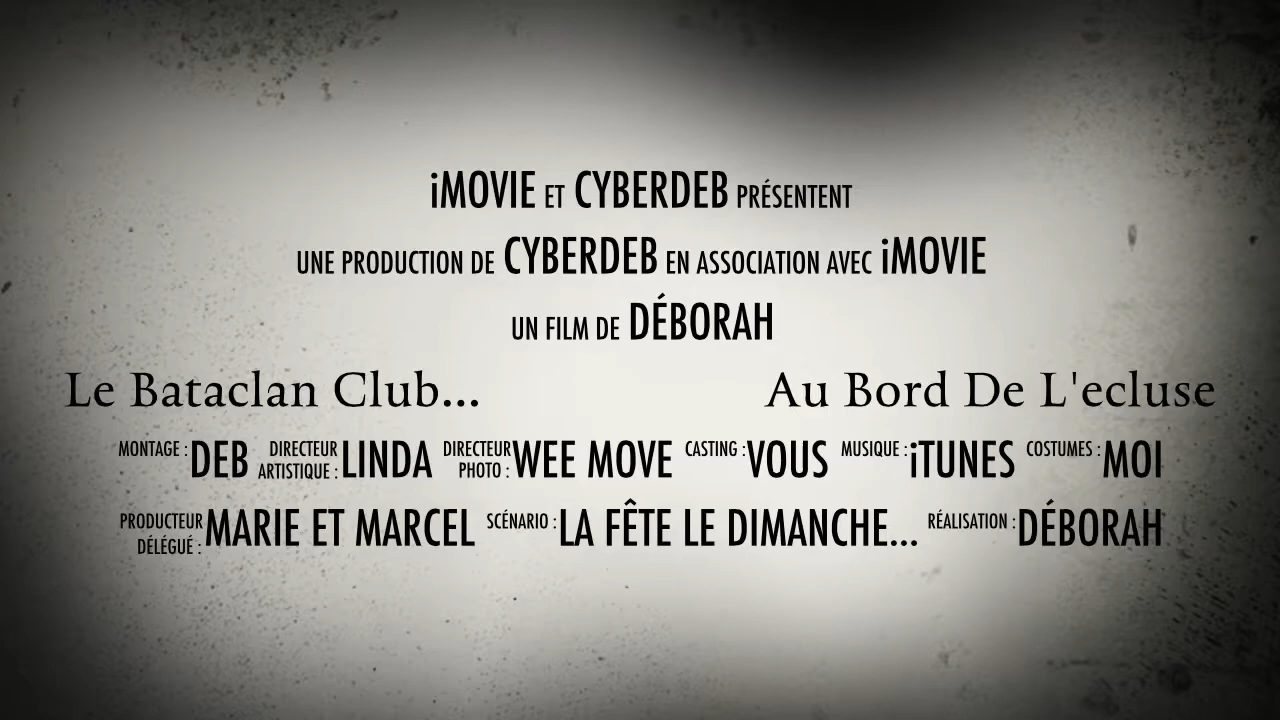 iMOVIE ET CYBERDEB PRÉSENTENT
UNE PRODUCTION DE CYBERDEB EN ASSOCIATION AVEC iMOVIE
UN FILM DE DÉBORAH
Le Bataclan Club... Au Bord De L'ecluse
MONTAGE : DEB DIRECTEUR ARTISTIQUE : LINDA DIRECTEUR PHOTO : WEE MOVE CASTING : VOUS MUSIQUE : iTUNES COSTUMES : MOI
PRODUCTEUR DÉLÉGUÉ : MARIE ET MARCEL SCÉNARIO : LA FÊTE LE DIMANCHE... RÉALISATION : DÉBORAH